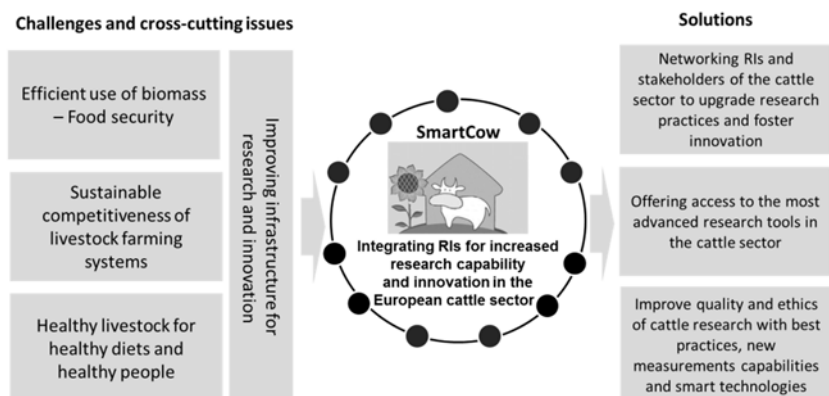 Challenges and cross-cutting issues
Efficient use of biomass
– Food security
Sustainable
competitiveness of
livestock farming
systems
Healthy livestock for
healthy diets and
healthy people
Improving infrastructure for
research and innovation
SmartCow
Integrating RIs for increased
research capability
and innovation in the
European cattle sector
Solutions
Networking RIs and
stakeholders of the cattle
sector to upgrade research
practices and foster
innovation
Offering access to the most
advanced research tools in
the cattle sector
Improve quality and ethics
of cattle research with best
practices, new
measurements capabilities
and smart technologies